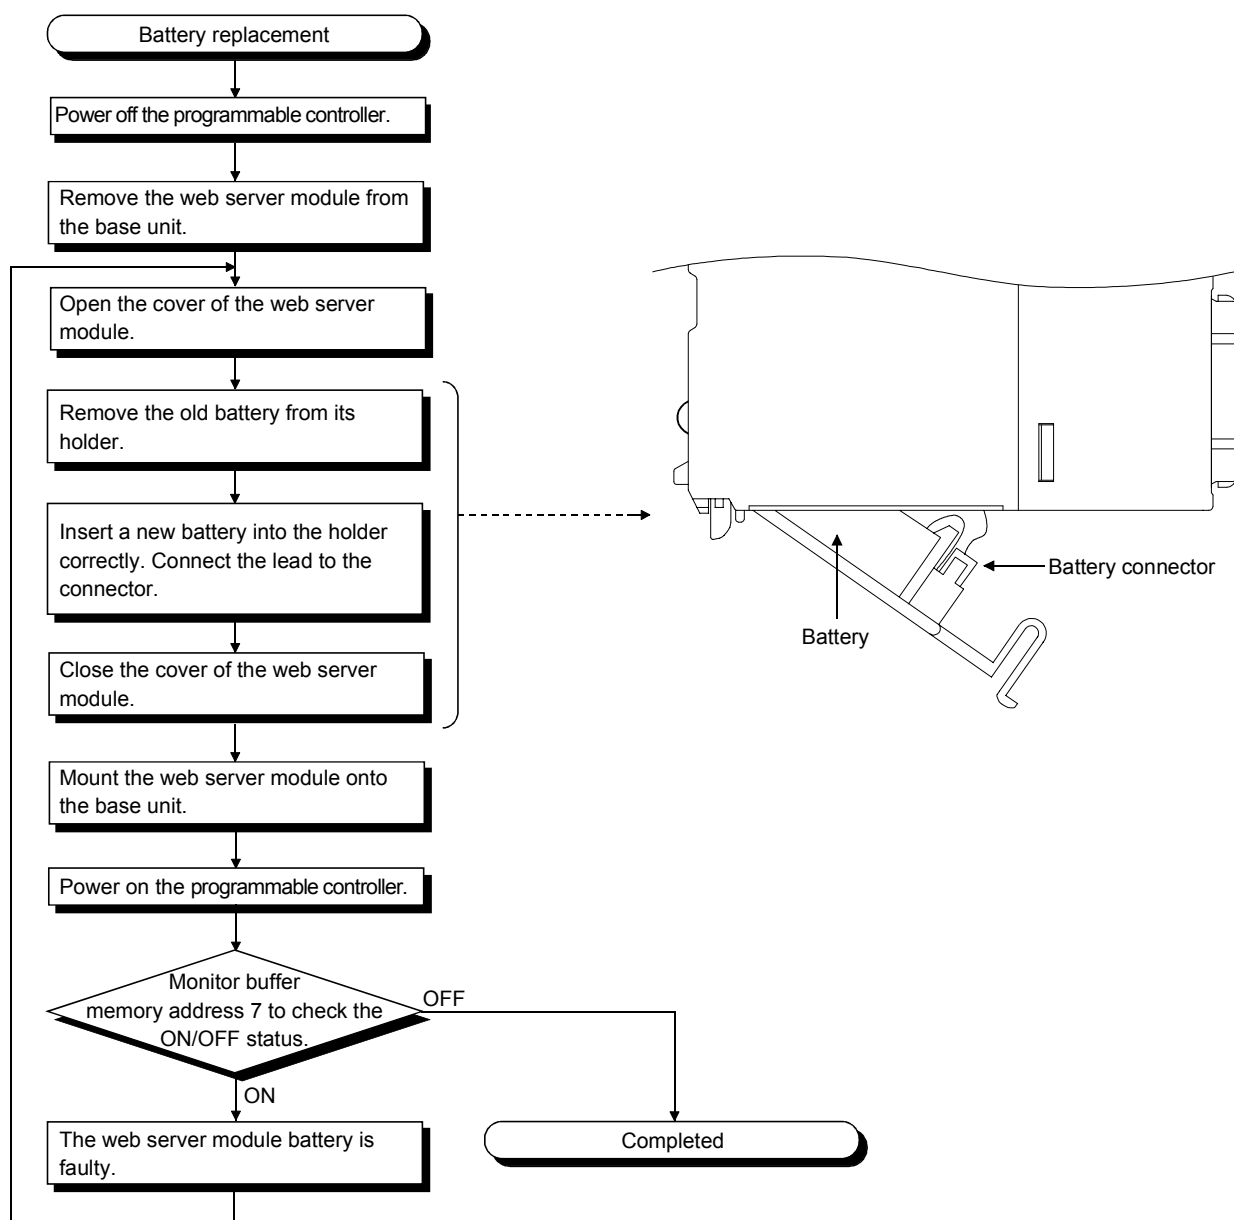 Battery replacement
Power off the programmable controller.
Remove the web server module from
the base unit.
Open the cover of the web server
module.
Remove the old battery from its
holder.
Insert a new battery into the holder
correctly. Connect the lead to the
connector.
Close the cover of the web server
module.
Mount the web server module onto
the base unit.
Power on the programmable controller.
Monitor buffer
memory address 7 to check the
ON/OFF status.
OFF
ON
The web server module battery is
faulty.
Completed
Battery connector
Battery